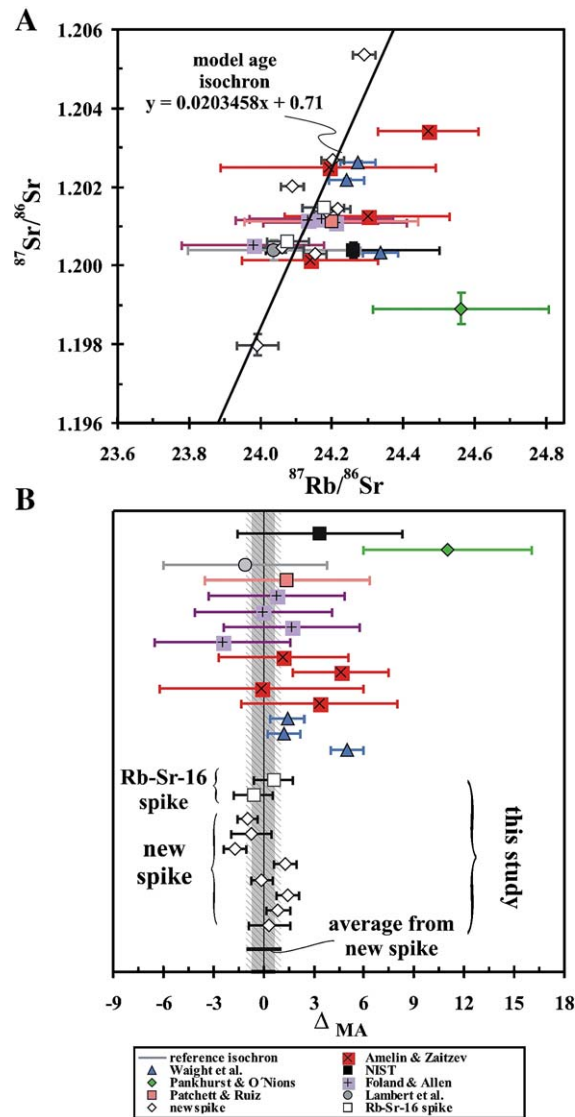 A
1.206
1.204
1.202
1.200
1.198
1.196
87Sr/86Sr
model age
isochron
y = 0.0203458x + 0.71
23.6 23.8 24.0 24.2 24.4 24.6 24.8
87Rb/86Sr
B
Rb-Sr-16
spike
new
spike
this study
average from
new spike
-9 -6 -3 0 3 6 9 12 15 18
Δ MA
reference isochron
Waight et al.
Pankhurst & O´Nions
Patchett & Ruiz
new spike
Amelin & Zaitzev
NIST
Foland & Allen
Lambert et al.
Rb-Sr-16 spike